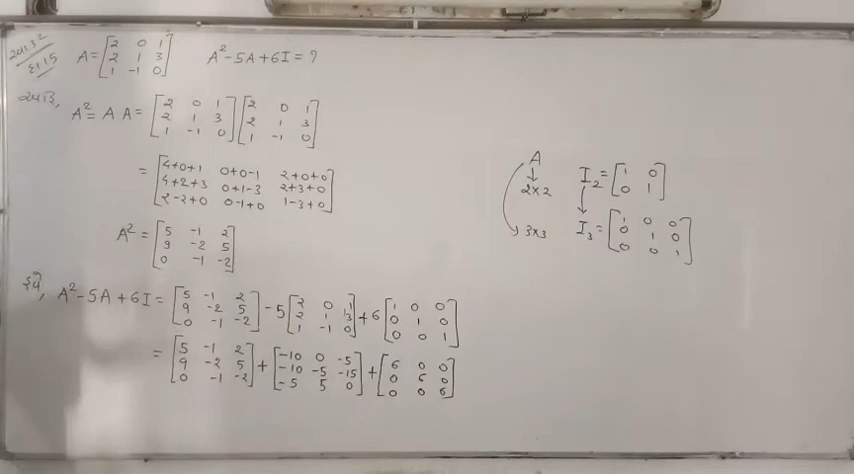 A = [2 0 1
2 1 3
1 -1 0] A²-5A+6I = ?
A² = A A = [2 0 1
2 1 3
1 -1 0] [2 0 1
2 1 3
1 -1 0]
= [4+0+1 0+0-1 2+0+0
4+2+3 0+1-3 2+3+0
2-2+0 0-1+0 1-3+0]
A² = [5 -1 2
9 -2 5
0 -1 -2]
A²-5A+6I = [5 -1 2
9 -2 5
0 -1 -2] -5 [2 0 1
2 1 3
1 -1 0] +6 [1 0 0
0 1 0
0 0 1]
= [5 -1 2
9 -2 5
0 -1 -2] + [-10 0 -5
-10 -5 -15
-5 5 0] + [6 0 0
0 6 0
0 0 6]
A
↓
2×2 I₂ = [1 0
0 1]
3×3 I₃ = [1 0 0
0 1 0
0 0 1]